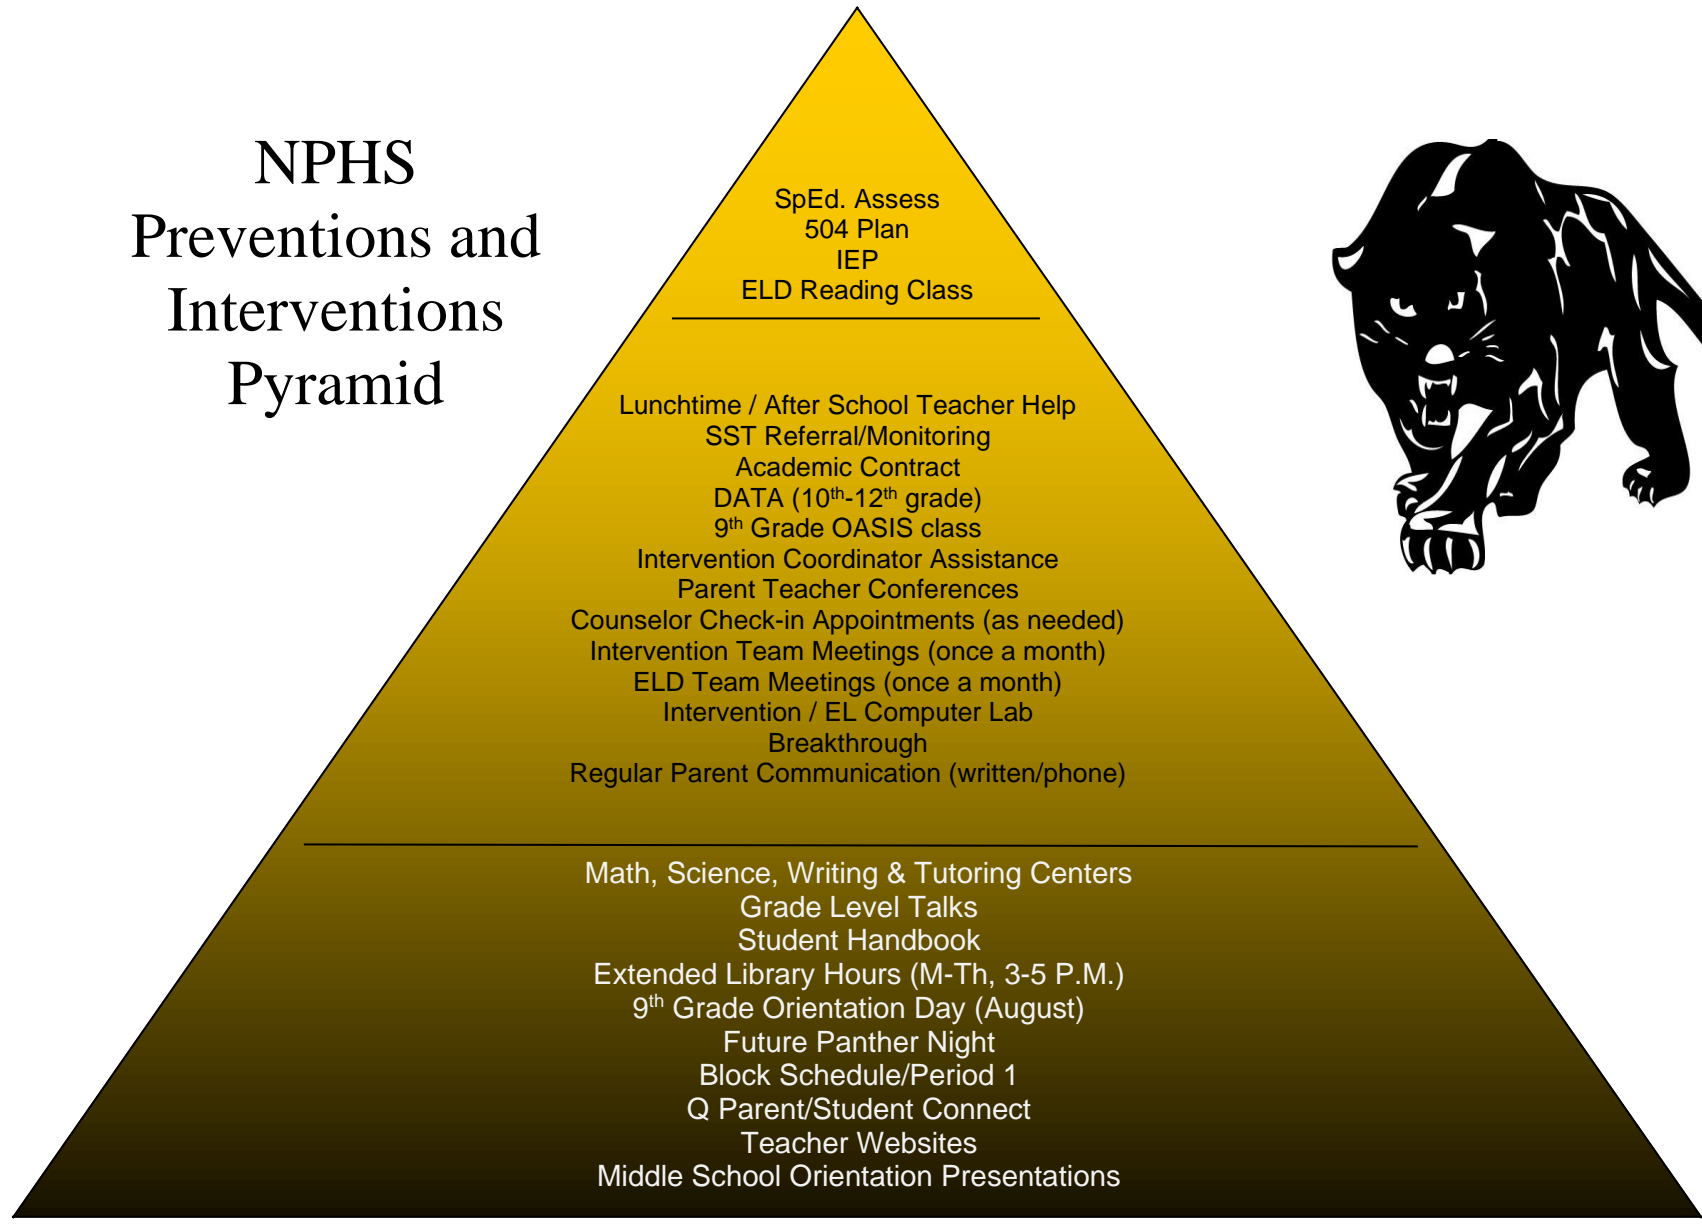 NPHS
Preventions and
Interventions
Pyramid
SpEd. Assess
504 Plan
IEP
ELD Reading Class
Lunchtime / After School Teacher Help
SST Referral/Monitoring
Academic Contract
DATA (10th-12th grade)
9th Grade OASIS class
Intervention Coordinator Assistance
Parent Teacher Conferences
Counselor Check-in Appointments (as needed)
Intervention Team Meetings (once a month)
ELD Team Meetings (once a month)
Intervention / EL Computer Lab
Breakthrough
Regular Parent Communication (written/phone)
Math, Science, Writing & Tutoring Centers
Grade Level Talks
Student Handbook
Extended Library Hours (M-Th, 3-5 P.M.)
9th Grade Orientation Day (August)
Future Panther Night
Block Schedule/Period 1
Q Parent/Student Connect
Teacher Websites
Middle School Orientation Presentations